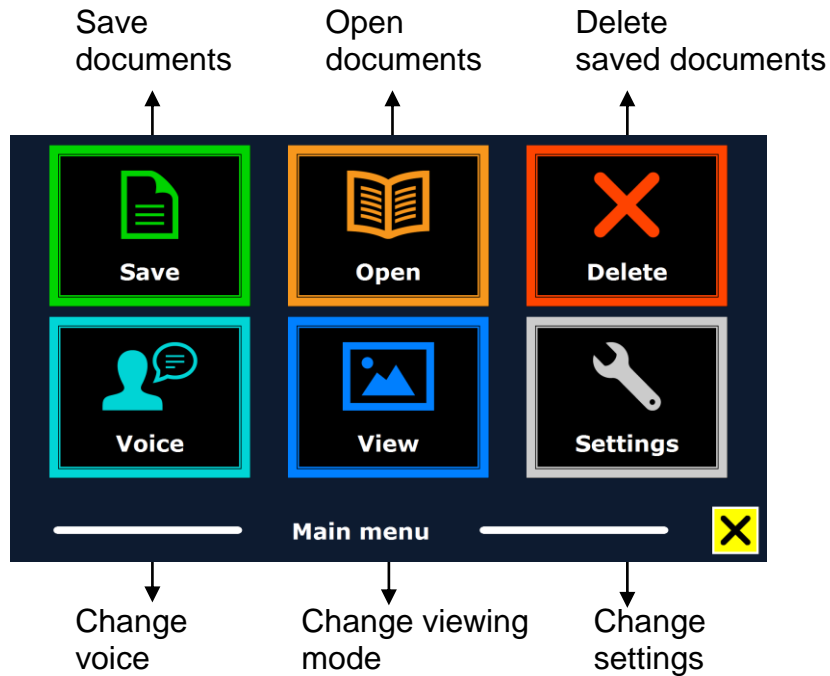 Save
documents
Open
documents
Delete
saved documents
Save
Open
Delete
Voice
View
Settings
Main menu
Change
voice
Change viewing
mode
Change
settings